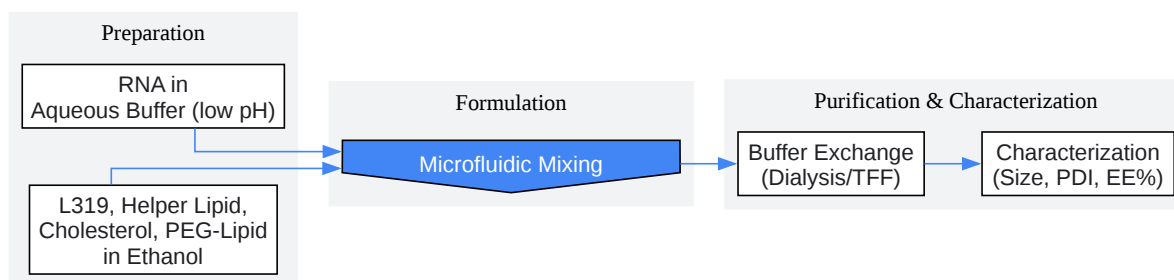 Preparation
RNA in
Aqueous Buffer (low pH)
L319, Helper Lipid,
Cholesterol, PEG-Lipid
in Ethanol
Formulation
Microfluidic Mixing
Purification & Characterization
Buffer Exchange
(Dialysis/TFF)
Characterization
(Size, PDI, EE%)